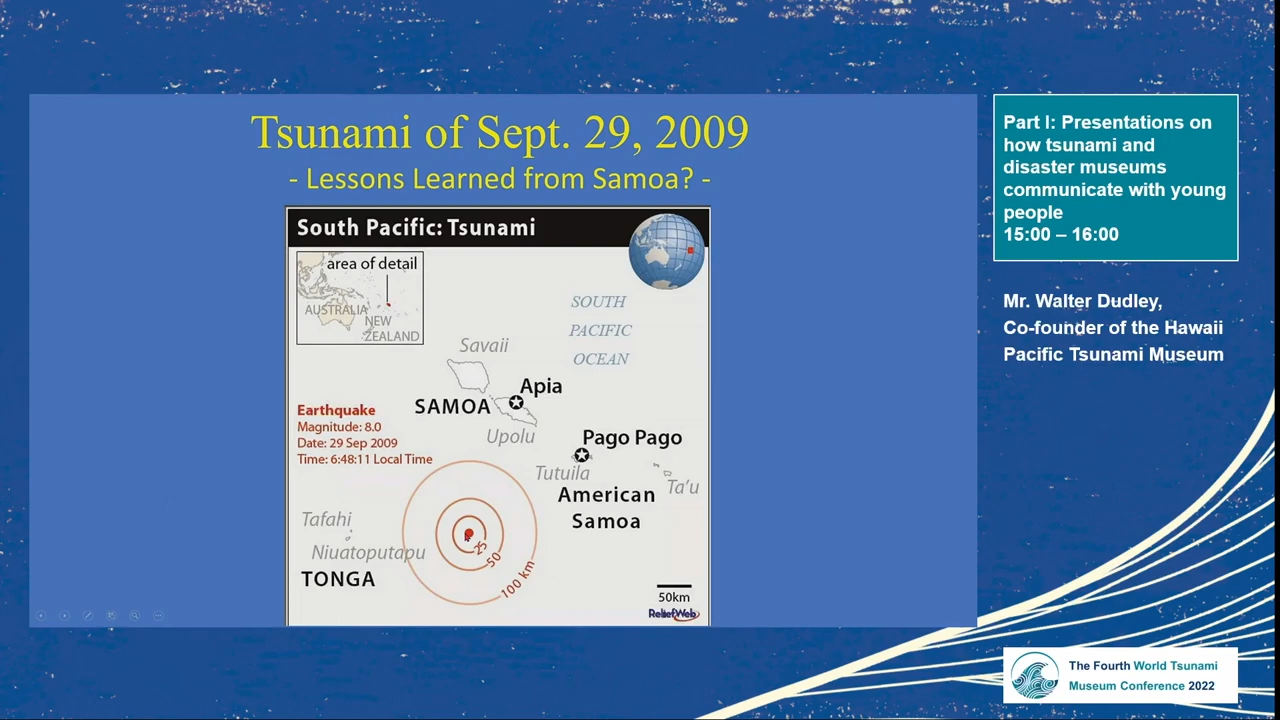 Tsunami of Sept. 29, 2009
- Lessons Learned from Samoa? -
South Pacific: Tsunami
area of detail
AUSTRALIA
NEW
ZEALAND
SOUTH
PACIFIC
OCEAN
Savaii
Apia
SAMOA
Upolu
Earthquake
Magnitude: 8.0
Date: 29 Sep 2009
Time: 6:48:11 Local Time
Pago Pago
Tutuila
Ta'u
American
Samoa
Tafahi
Niuatoputapu
TONGA
25
50
100 km
50km
ReliefWeb
Part I: Presentations on
how tsunami and
disaster museums
communicate with young
people
15:00 – 16:00
Mr. Walter Dudley,
Co-founder of the Hawaii
Pacific Tsunami Museum
The Fourth World Tsunami
Museum Conference 2022